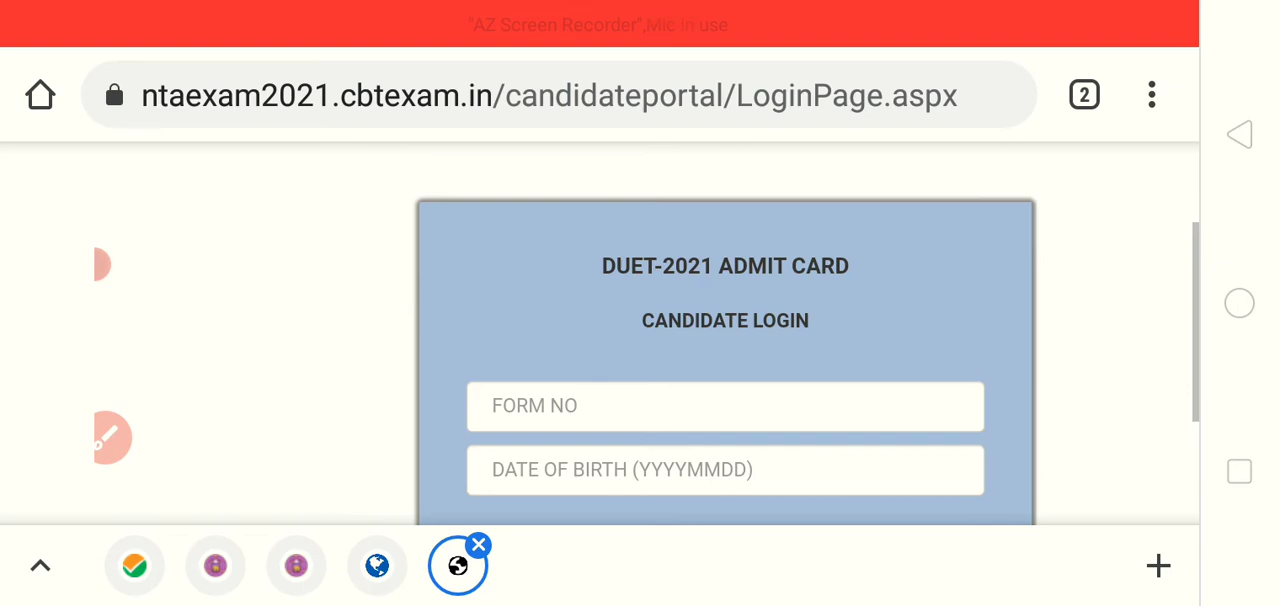 "AZ Screen Recorder",Mic in use
ntaexam2021.cbtexam.in/candidateportal/LoginPage.aspx
2
DUET-2021 ADMIT CARD
CANDIDATE LOGIN
FORM NO
DATE OF BIRTH (YYYYMMDD)